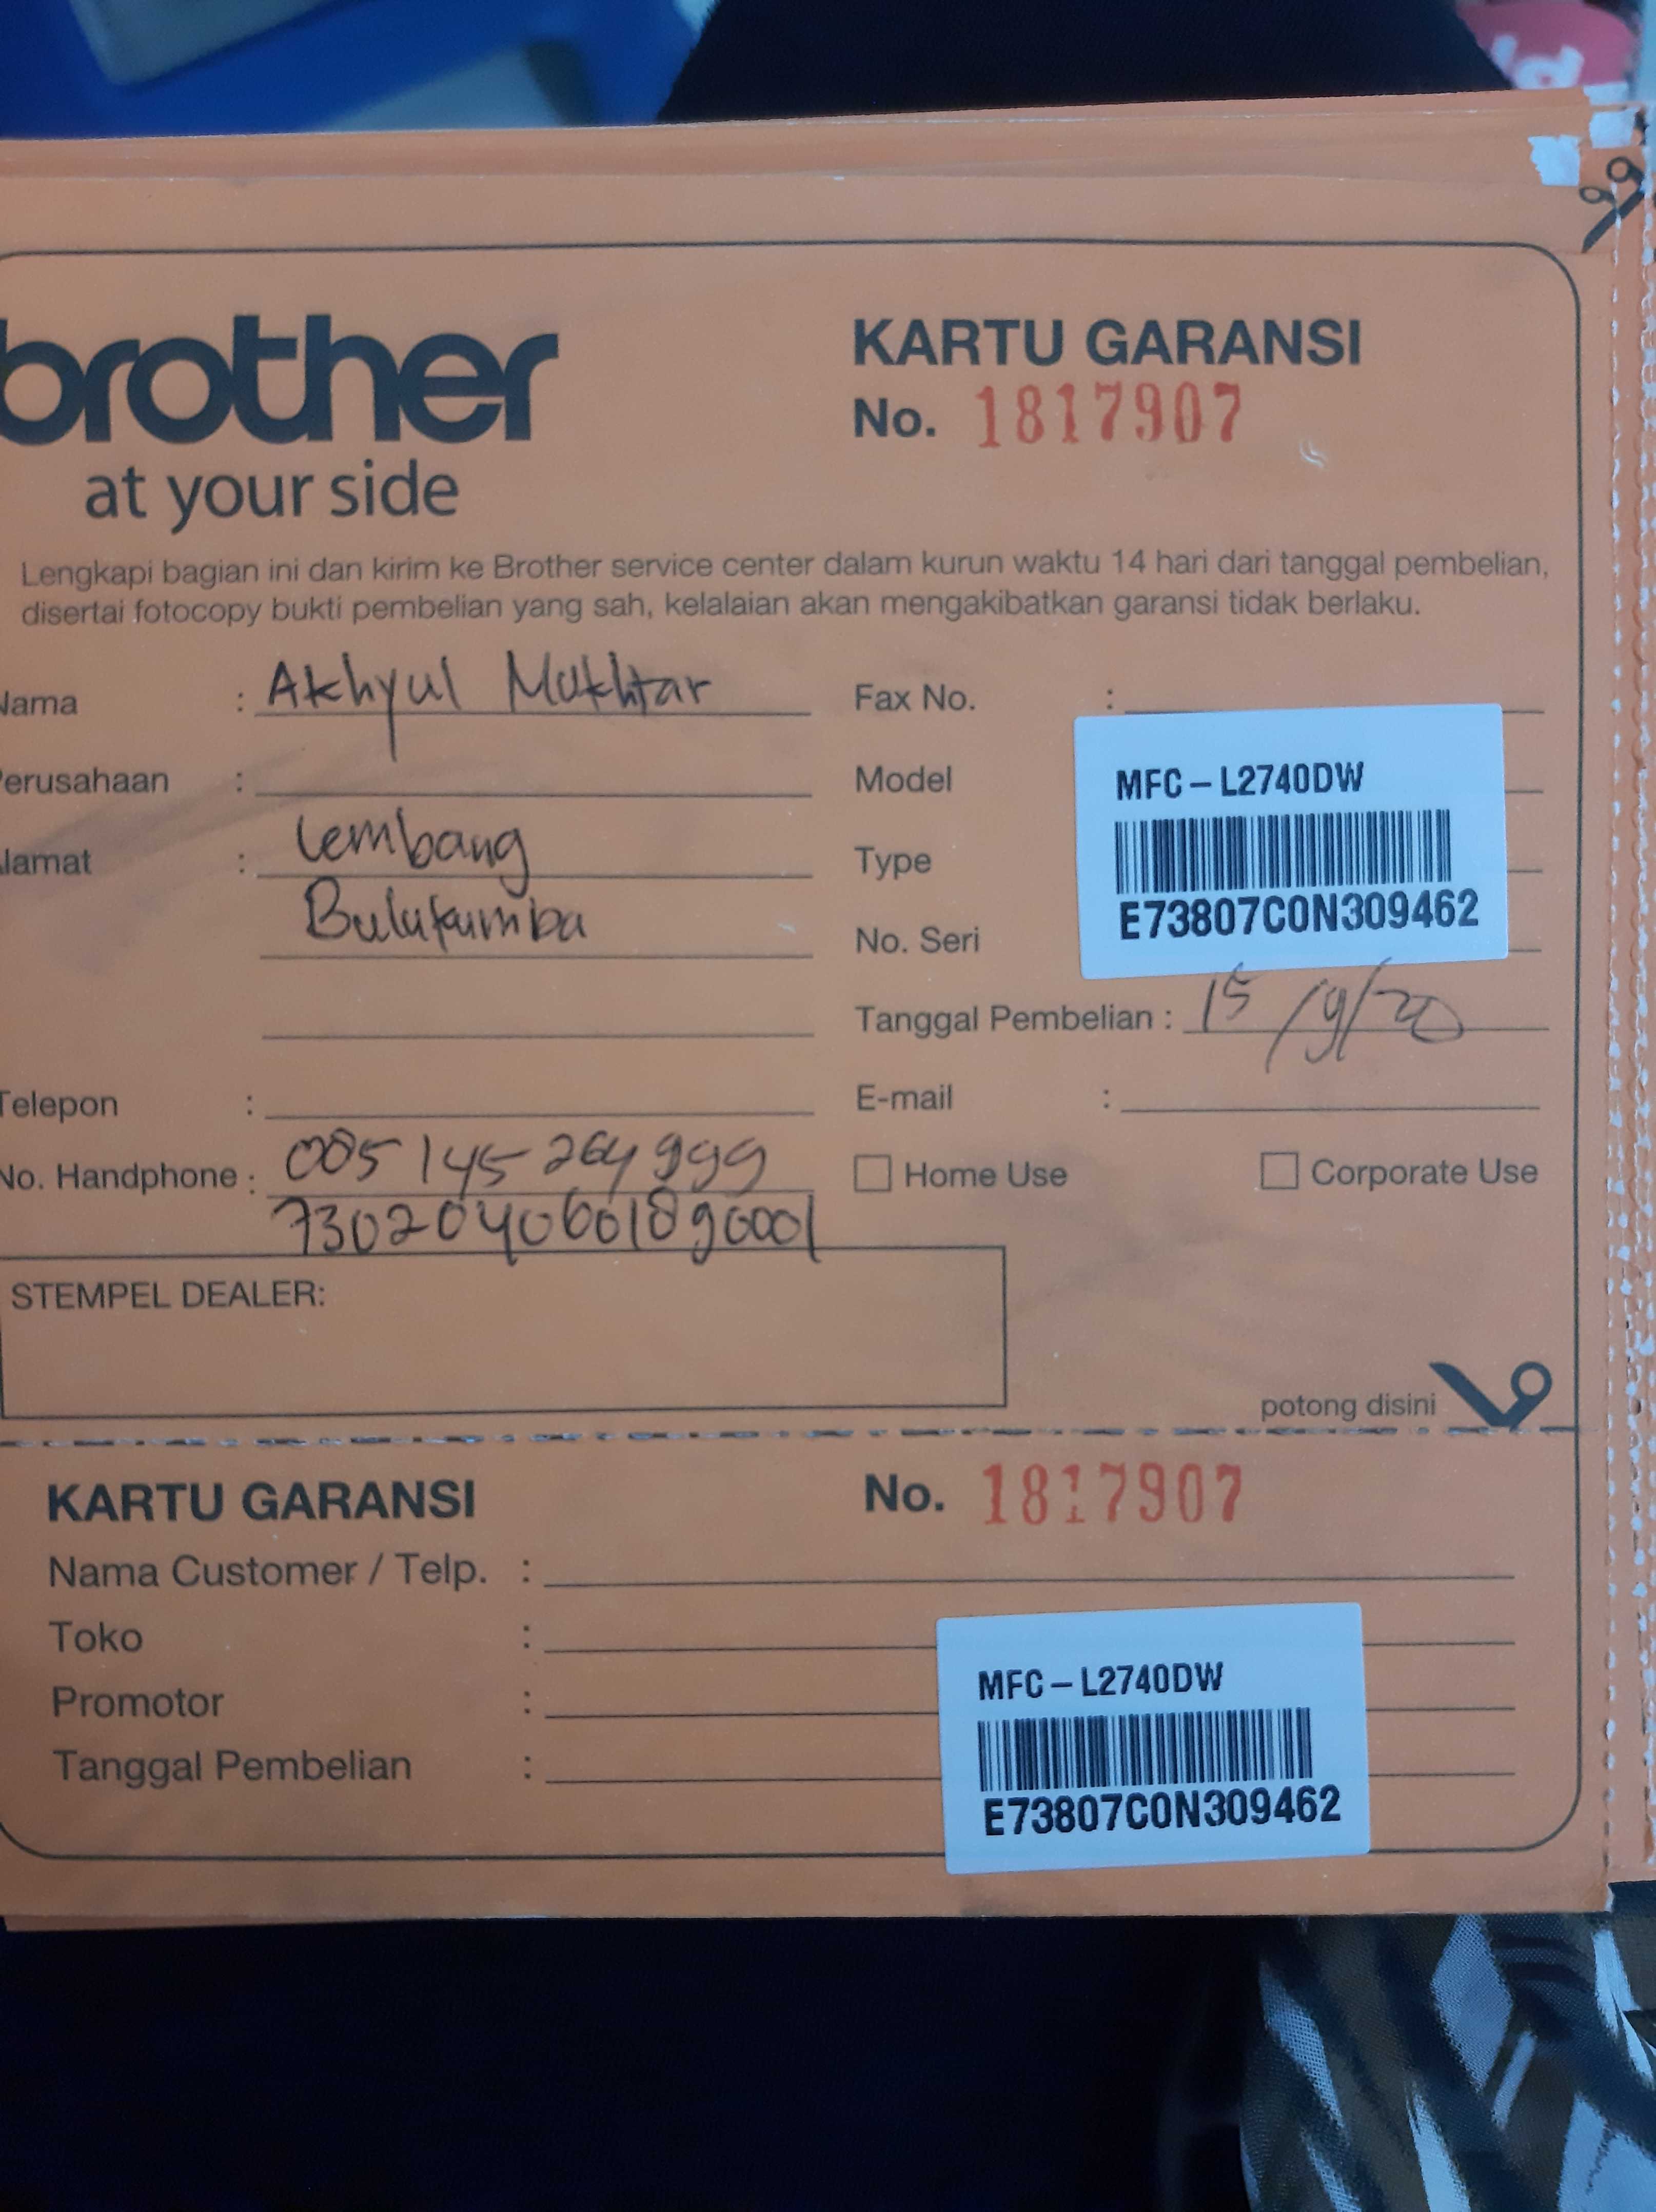 brother
at your side
KARTU GARANSI
No. 1817907
Lengkapi bagian ini dan kirim ke Brother service center dalam kurun waktu 14 hari dari tanggal pembelian,
disertai fotocopy bukti pembelian yang sah, kelalaian akan mengakibatkan garansi tidak berlaku.
Nama : Akhyul Mukhtar
Perusahaan :
Alamat : Lembang
Bulukumba
Telepon :
No. Handphone : 085 145 264 999
7302040601890001
Fax No. :
Model
Type
No. Seri
MFC-L2740DW
E73807C0N309462
Tanggal Pembelian : 15/9/20
E-mail :
Home Use
Corporate Use
STEMPEL DEALER:
potong disini
KARTU GARANSI
No. 1817907
Nama Customer / Telp. :
Toko :
Promotor :
Tanggal Pembelian :
MFC-L2740DW
E73807C0N309462